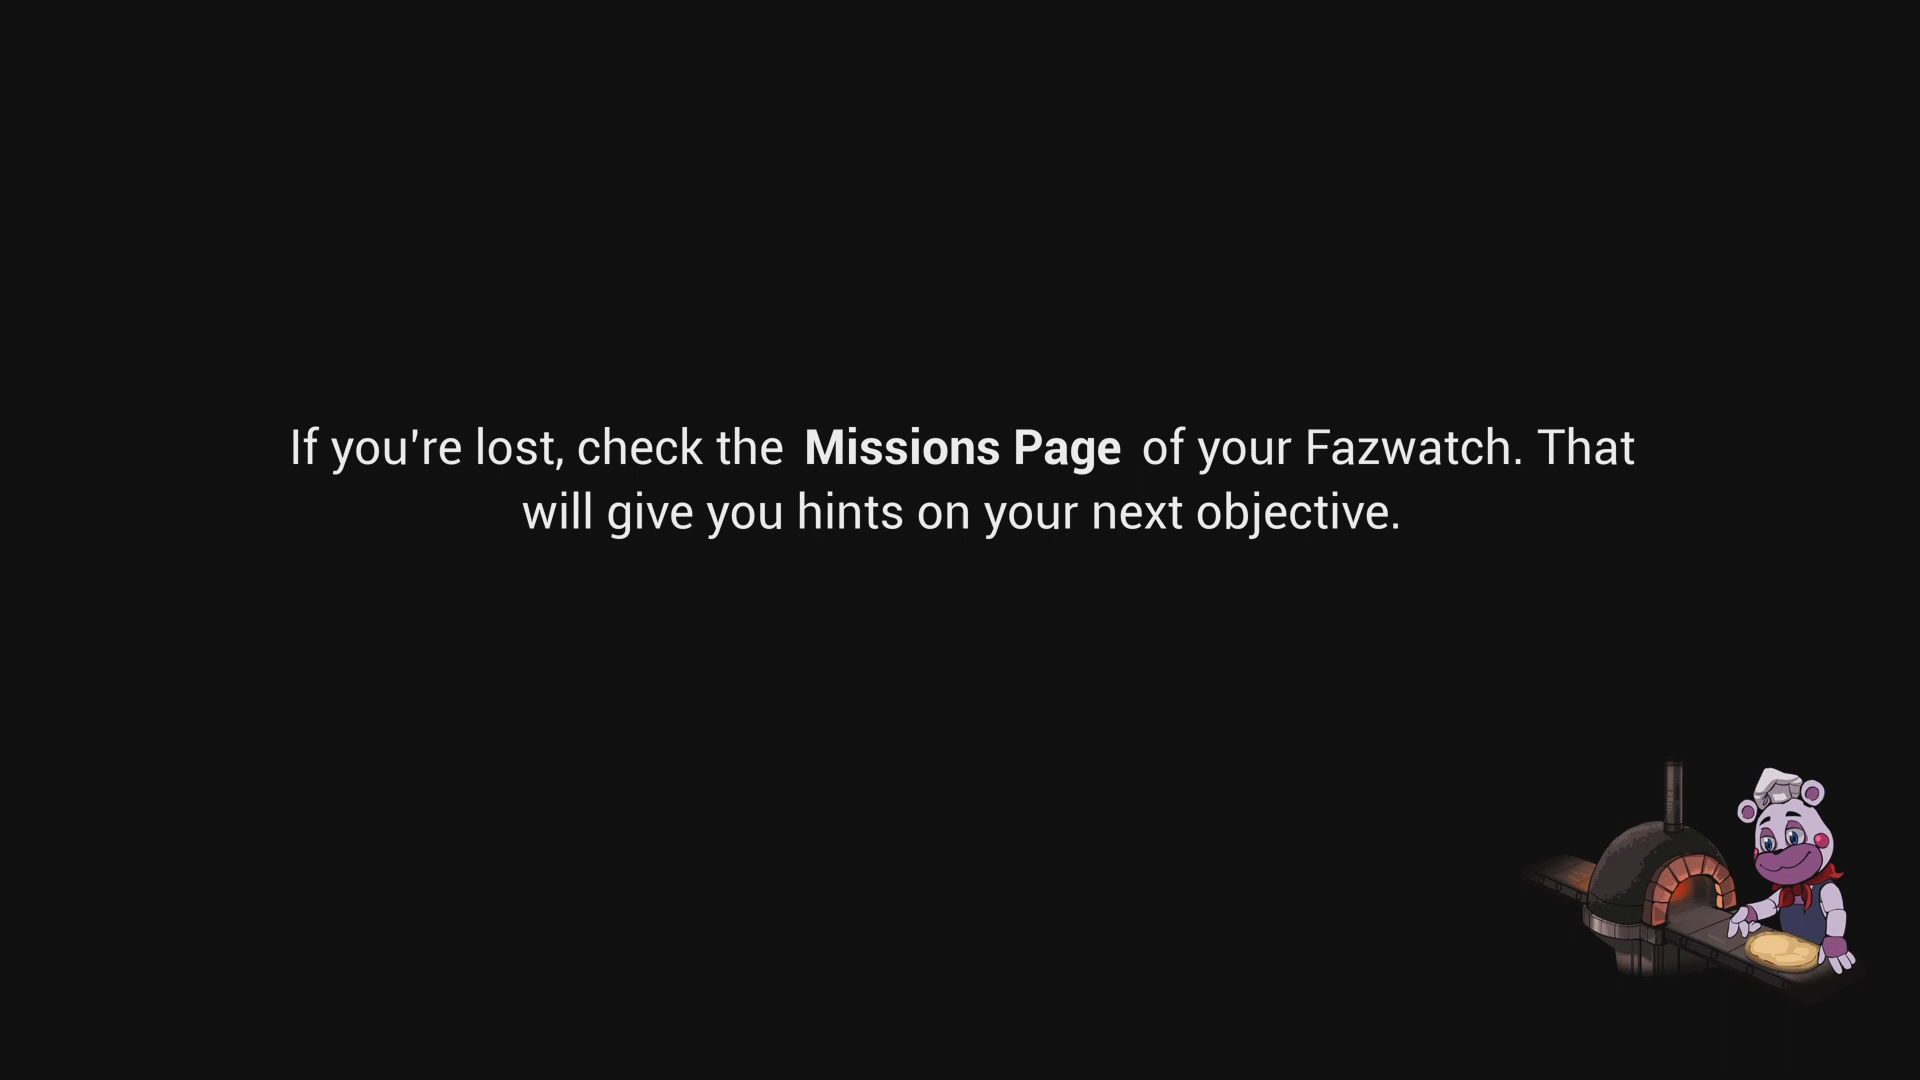 If you're lost, check the Missions Page of your Fazwatch. That
will give you hints on your next objective.